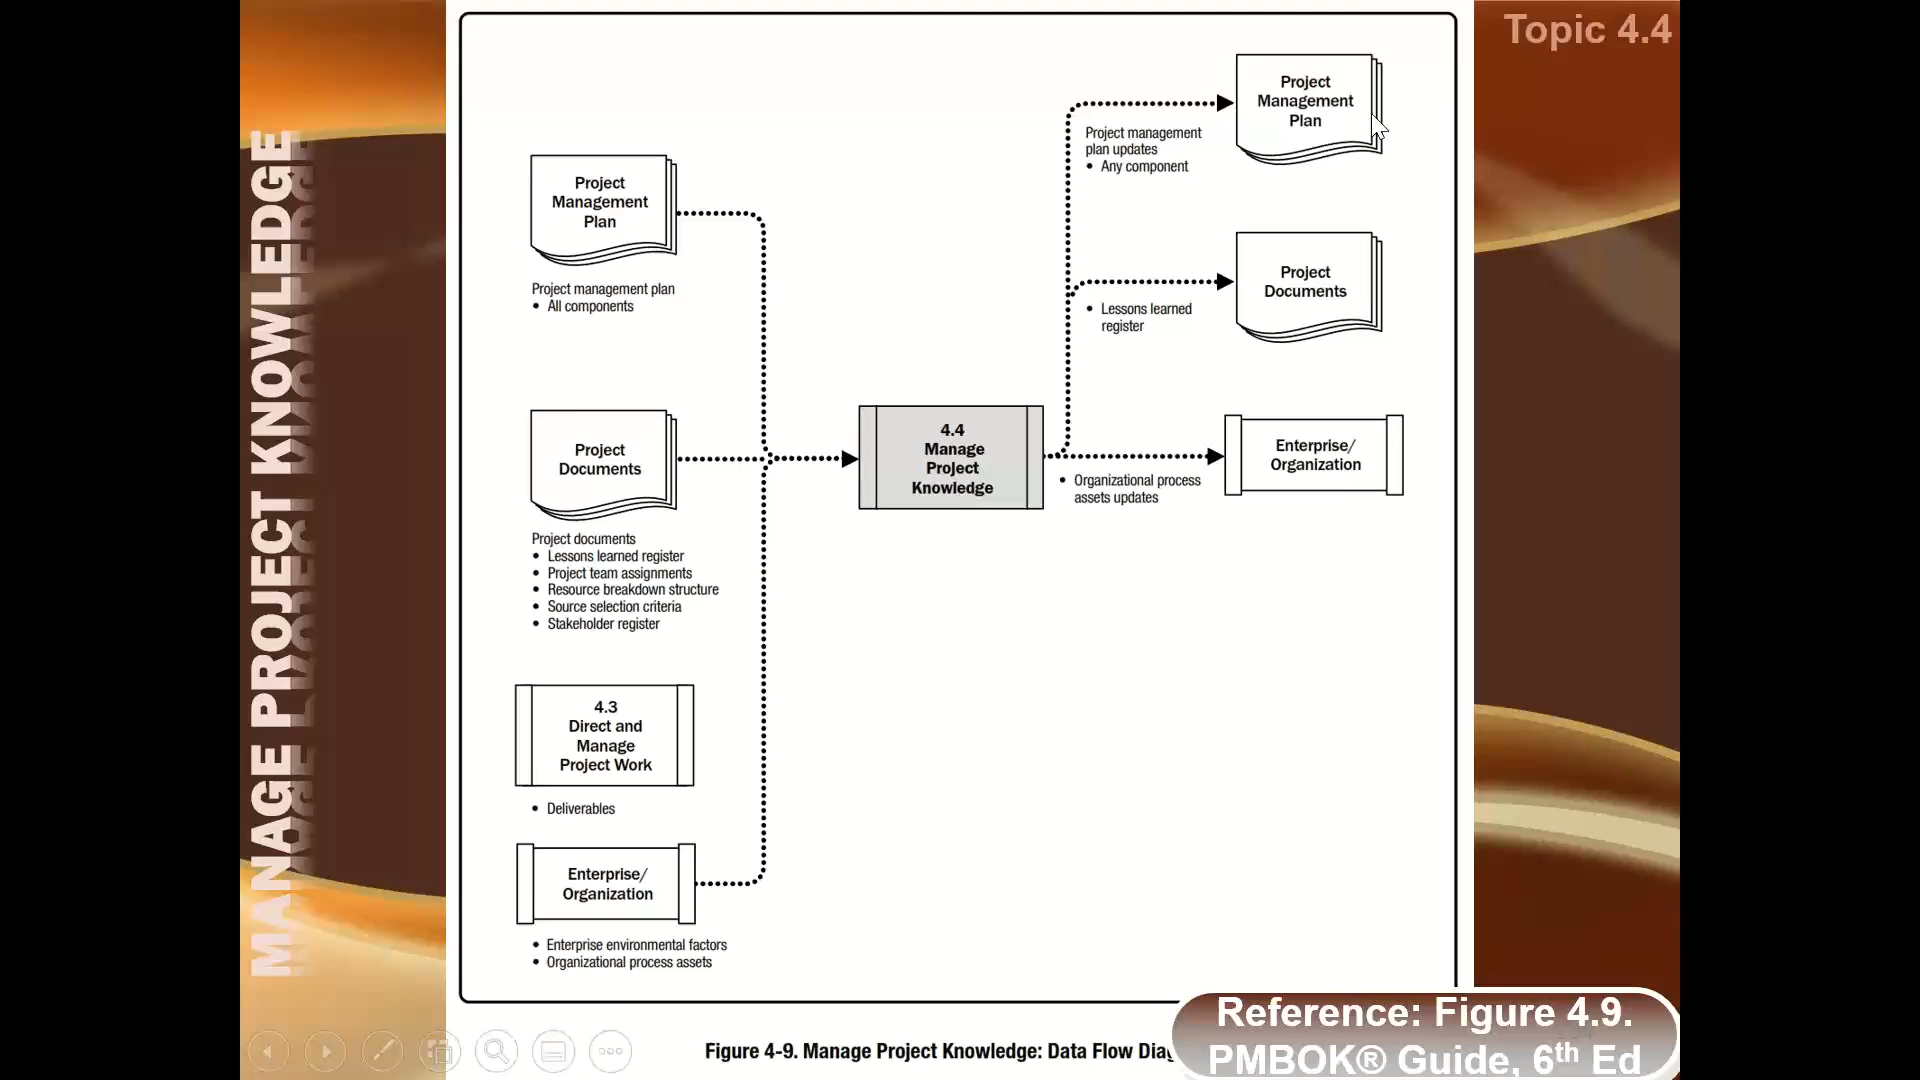 Topic 4.4
MANAGE PROJECT KNOWLEDGE
Project
Management
Plan
Project management plan
• All components
Project
Documents
Project documents
• Lessons learned register
• Project team assignments
• Resource breakdown structure
• Source selection criteria
• Stakeholder register
4.3
Direct and
Manage
Project Work
• Deliverables
Enterprise/
Organization
• Enterprise environmental factors
• Organizational process assets
4.4
Manage
Project
Knowledge
Project
Management
Plan
Project management
plan updates
• Any component
Project
Documents
• Lessons learned
register
Enterprise/
Organization
• Organizational process
assets updates
Figure 4-9. Manage Project Knowledge: Data Flow
Reference: Figure 4.9.
PMBOK® Guide, 6th Ed